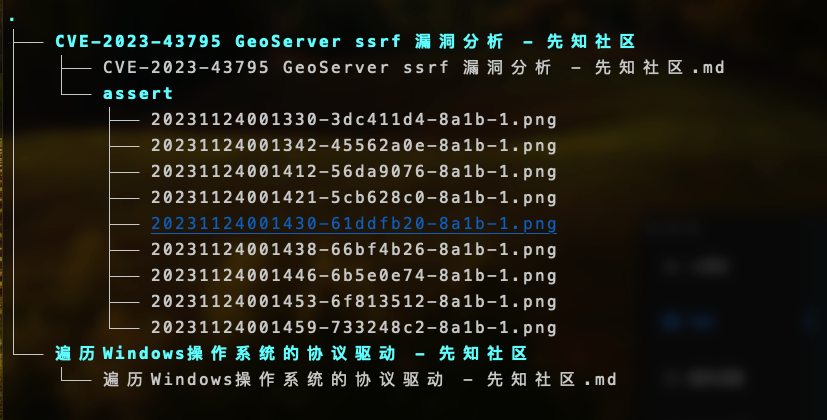 .
CVE-2023-43795 GeoServer ssrf 漏洞分析 - 先知社区
CVE-2023-43795 GeoServer ssrf 漏洞分析 - 先知社区.md
assert
20231124001330-3dc411d4-8a1b-1.png
20231124001342-45562a0e-8a1b-1.png
20231124001412-56da9076-8a1b-1.png
20231124001421-5cb628c0-8a1b-1.png
20231124001430-61ddfb20-8a1b-1.png
20231124001438-66bf4b26-8a1b-1.png
20231124001446-6b5e0e74-8a1b-1.png
20231124001453-6f813512-8a1b-1.png
20231124001459-733248c2-8a1b-1.png
遍历Windows操作系统的协议驱动 - 先知社区
遍历Windows操作系统的协议驱动 - 先知社区.md